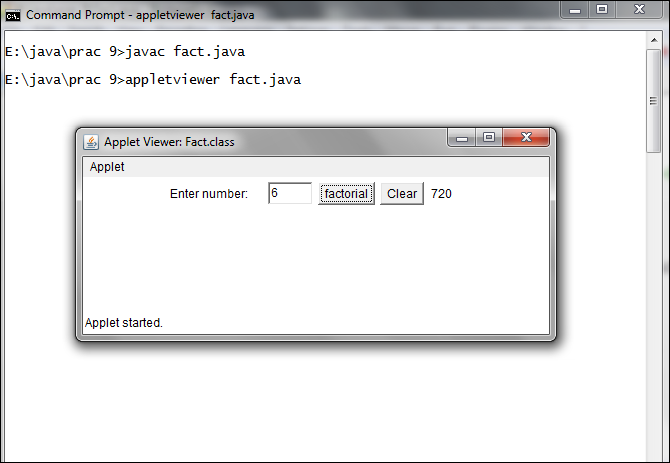 Command Prompt - appletviewer  fact.java
E:\java\prac 9>javac fact.java
E:\java\prac 9>appletviewer fact.java
Applet Viewer: Fact.class
Applet
Enter number: 6 factorial Clear 720
Applet started.